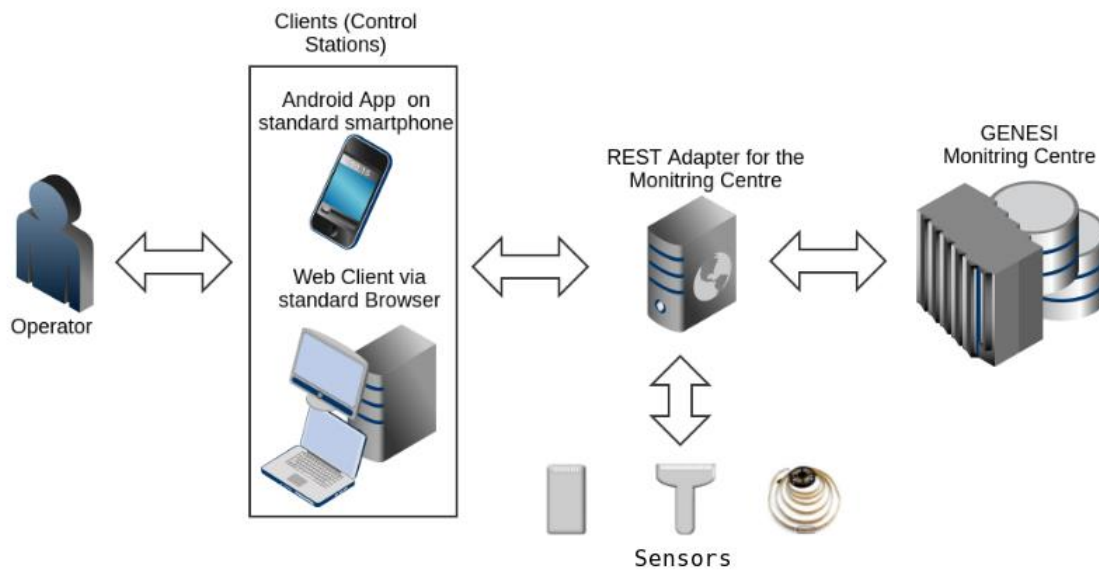 Clients (Control
Stations)
Android App on
standard smartphone
Web Client via
standard Browser
Operator
REST Adapter for the
Monitring Centre
GENESI
Monitring Centre
Sensors